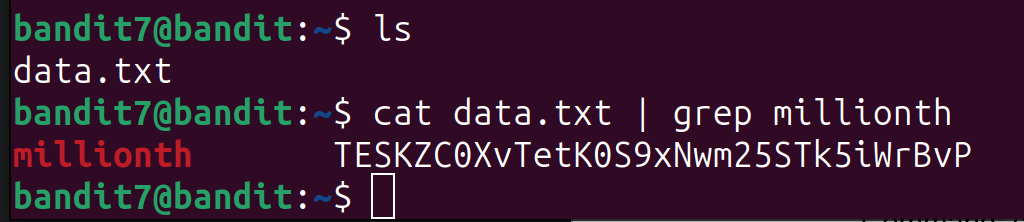 bandit7@bandit:~$ ls
data.txt
bandit7@bandit:~$ cat data.txt | grep millionth
millionth       TESKZC0XvTetK0S9xNwm25STk5iWrBvP
bandit7@bandit:~$